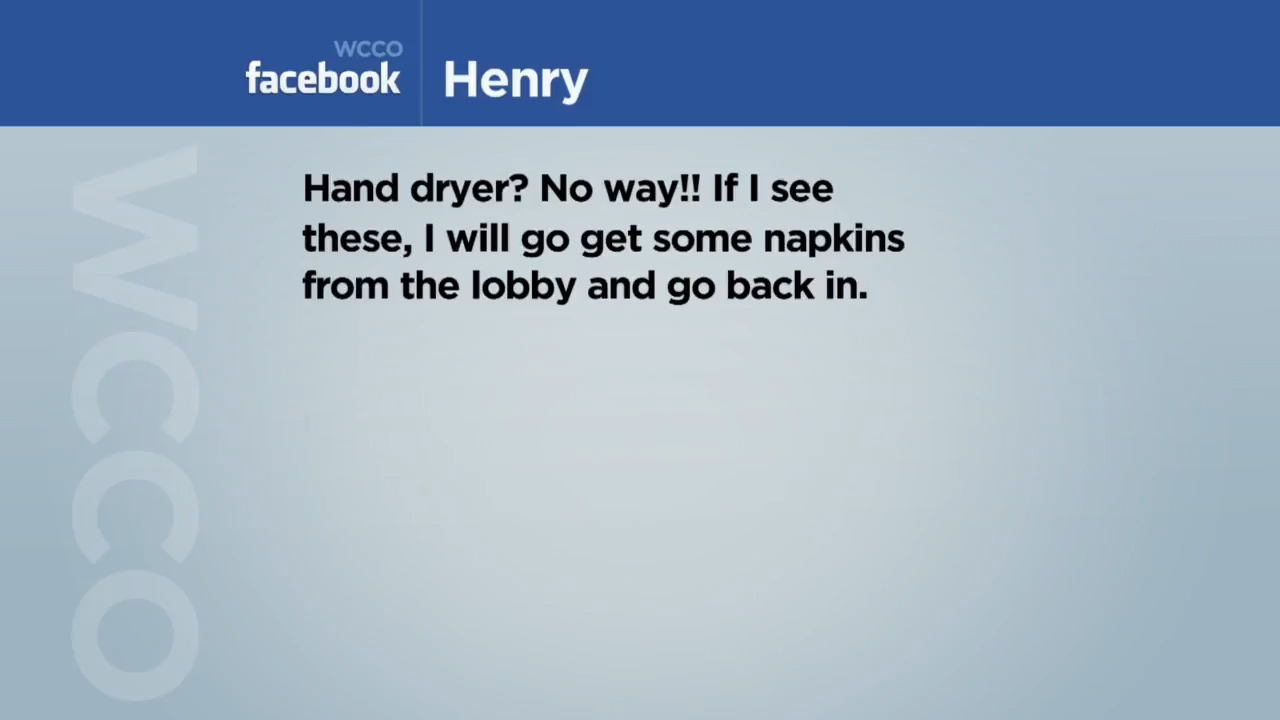 WCCO
facebook
Henry
Hand dryer? No way!! If I see
these, I will go get some napkins
from the lobby and go back in.
WCCO